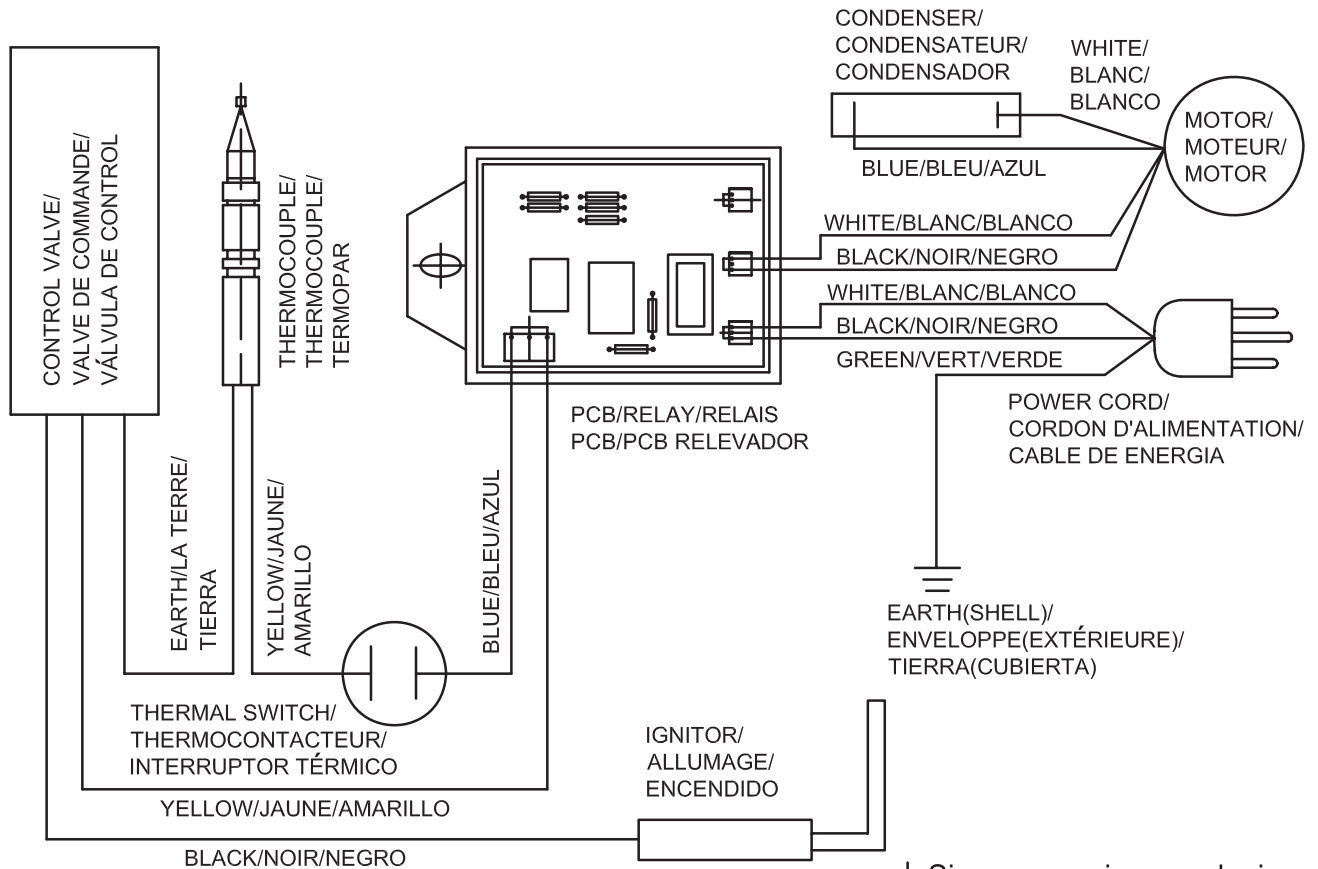 CONDENSER/
CONDENSATEUR/
CONDENSADOR
WHITE/
BLANC/
BLANCO
MOTOR/
MOTEUR/
MOTOR
BLUE/BLEU/AZUL
CONTROL VALVE/
VALVE DE COMMANDE/
VÁLVULA DE CONTROL
THERMOCOUPLE/
THERMOCOUPLE/
TERMOPAR
WHITE/BLANC/BLANCO
BLACK/NOIR/NEGRO
WHITE/BLANC/BLANCO
BLACK/NOIR/NEGRO
GREEN/VERT/VERDE
POWER CORD/
CORDON D'ALIMENTATION/
CABLE DE ENERGIA
PCB/RELAY/RELAIS
PCB/PCB RELEVADOR
EARTH/LA TERRE/
TIERRA
YELLOW/JAUNE/
AMARILLO
BLUE/BLEU/AZUL
EARTH(SHELL)/
ENVELOPPE(EXTÉRIEURE)/
TIERRA(CUBIERTA)
THERMAL SWITCH/
THERMOCONTACTEUR/
INTERRUPTOR TÉRMICO
IGNITOR/
ALLUMAGE/
ENCENDIDO
YELLOW/JAUNE/AMARILLO
BLACK/NOIR/NEGRO